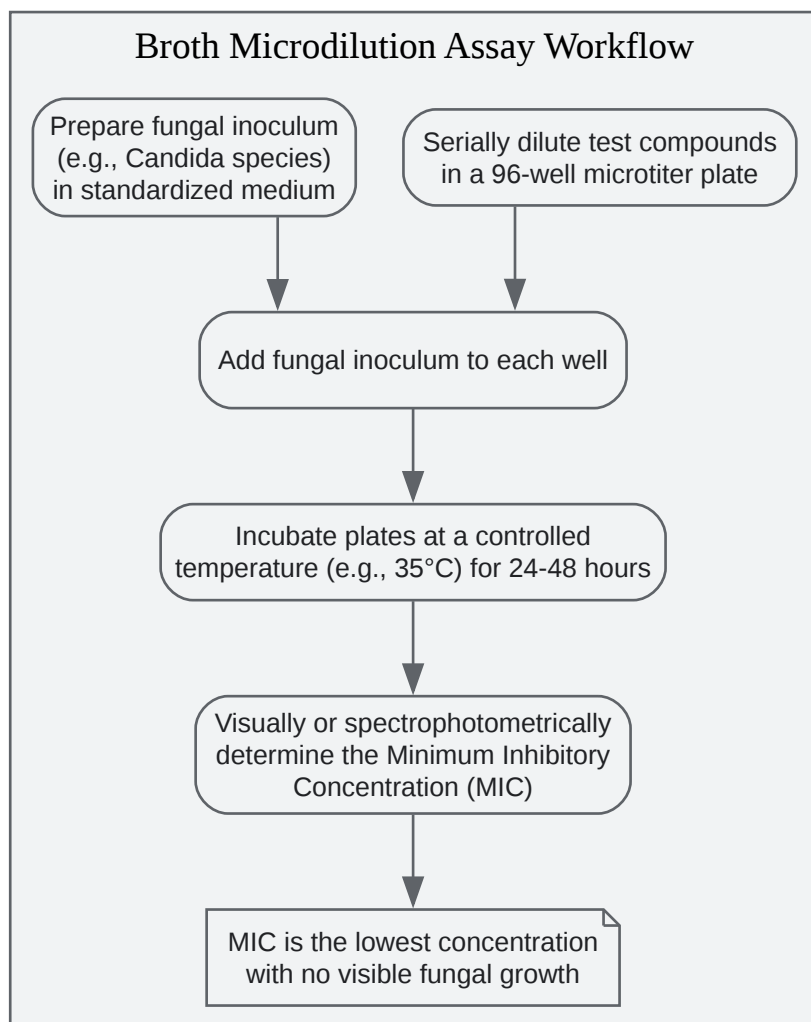 Broth Microdilution Assay Workflow
Prepare fungal inoculum
(e.g., Candida species)
in standardized medium
Serially dilute test compounds
in a 96-well microtiter plate
Add fungal inoculum to each well
Incubate plates at a controlled
temperature (e.g., 35°C) for 24-48 hours
Visually or spectrophotometrically
determine the Minimum Inhibitory
Concentration (MIC)
MIC is the lowest concentration
with no visible fungal growth